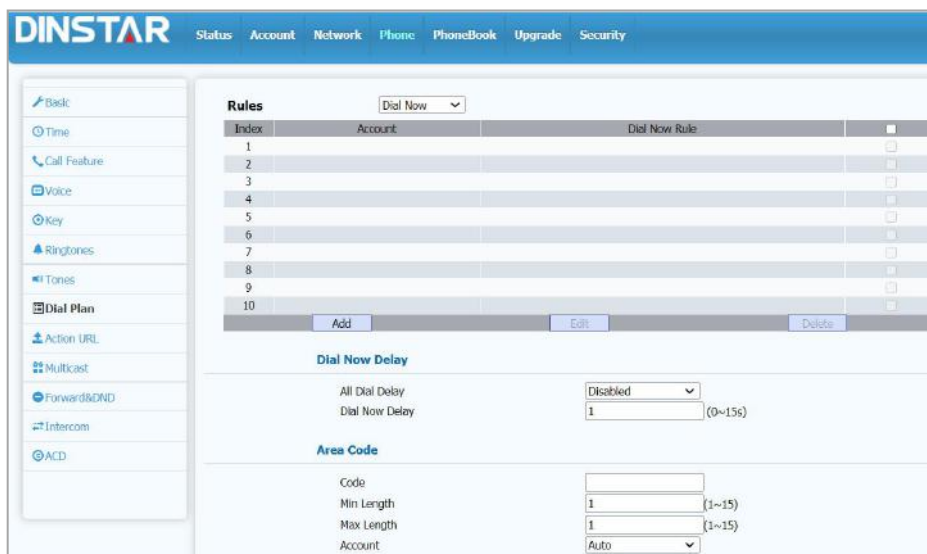 DINSTAR Status Account Network Phone PhoneBook Upgrade Security
Basic
Time
Call Feature
Voice
Key
Ringtones
Tones
Dial Plan
Action URL
Multicast
Forward&DND
Intercom
ACD
Rules Dial Now
Index Account Dial Now Rule
1
2
3
4
5
6
7
8
9
10
Add Edit Delete
Dial Now Delay
All Dial Delay Disabled
Dial Now Delay 1 (0~15s)
Area Code
Code
Min Length 1 (1~15)
Max Length 1 (1~15)
Account Auto